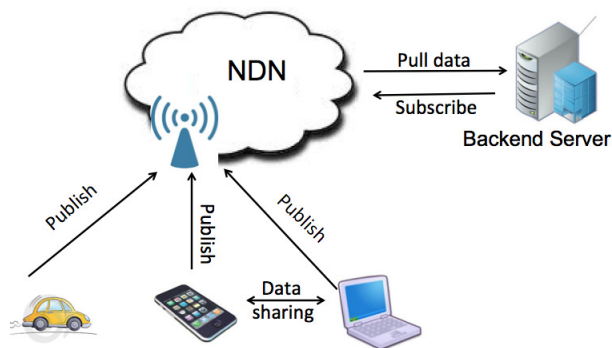 NDN
Pull data
Subscribe
Backend Server
Publish
Publish
Publish
Data
sharing